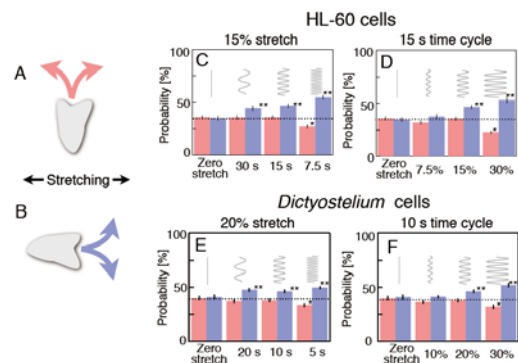 HL-60 cells
15% stretch
15 s time cycle
A
Stretching
B
C
Probability [%]
100
50
0
**
**
**
*
Zero stretch
30 s
15 s
7.5 s
D
Probability [%]
100
50
0
**
**
*
Zero stretch
7.5%
15%
30%
Dictyostelium cells
20% stretch
10 s time cycle
E
Probability [%]
100
50
0
**
**
**
*
Zero stretch
20 s
10 s
5 s
F
Probability [%]
100
50
0
**
**
*
Zero stretch
10%
20%
30%